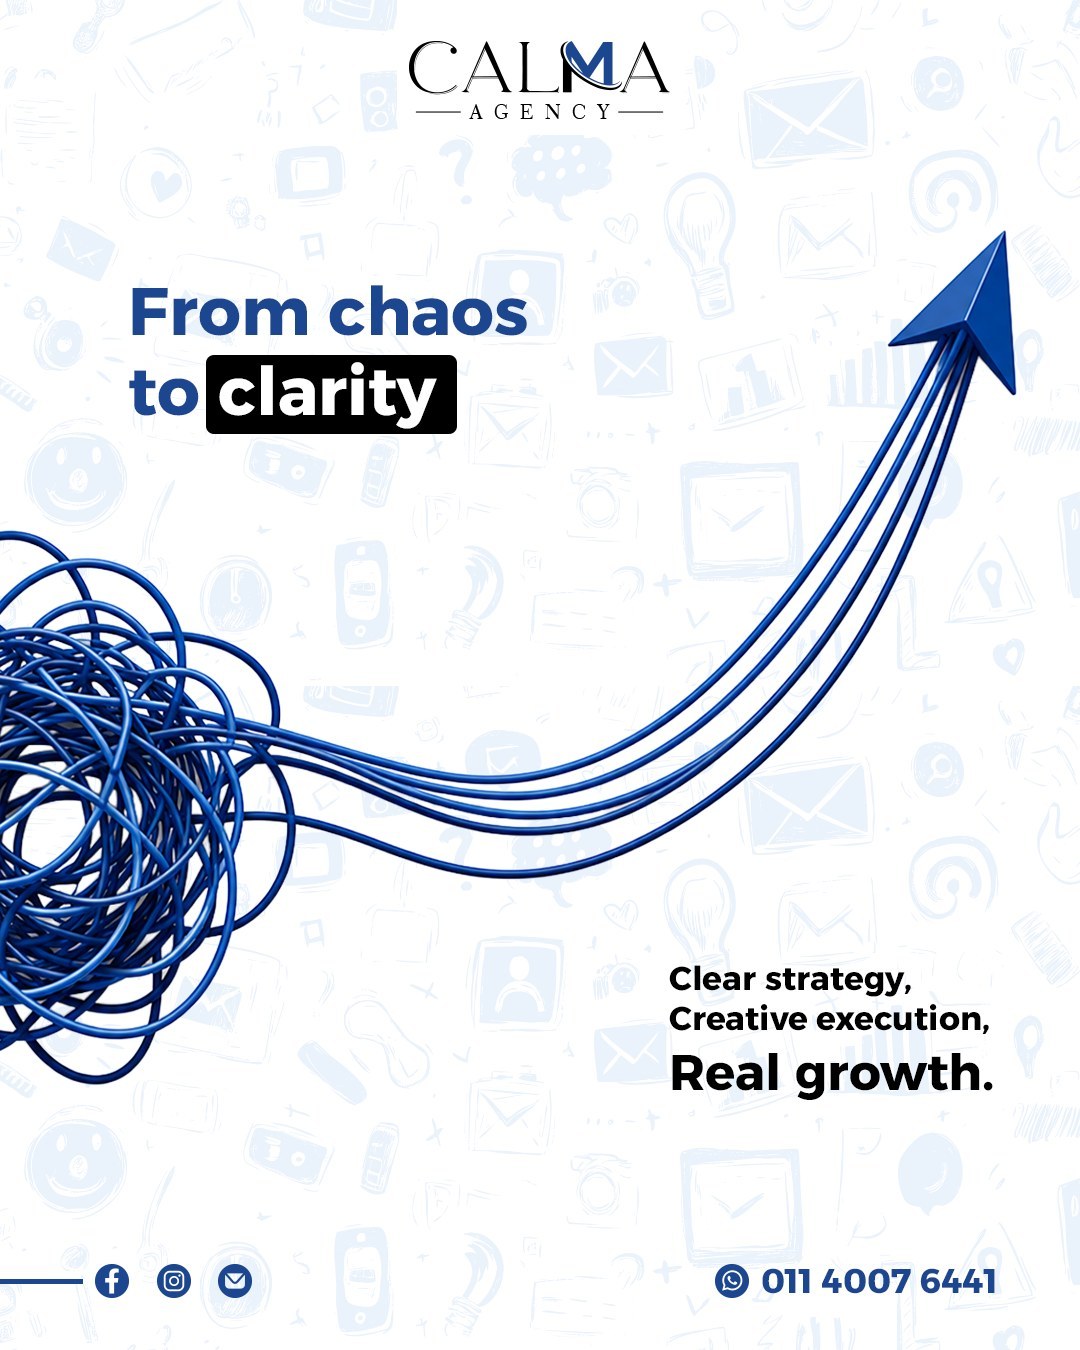 CALMA
AGENCY
From chaos
to clarity
Clear strategy,
Creative execution,
Real growth.
011 4007 6441